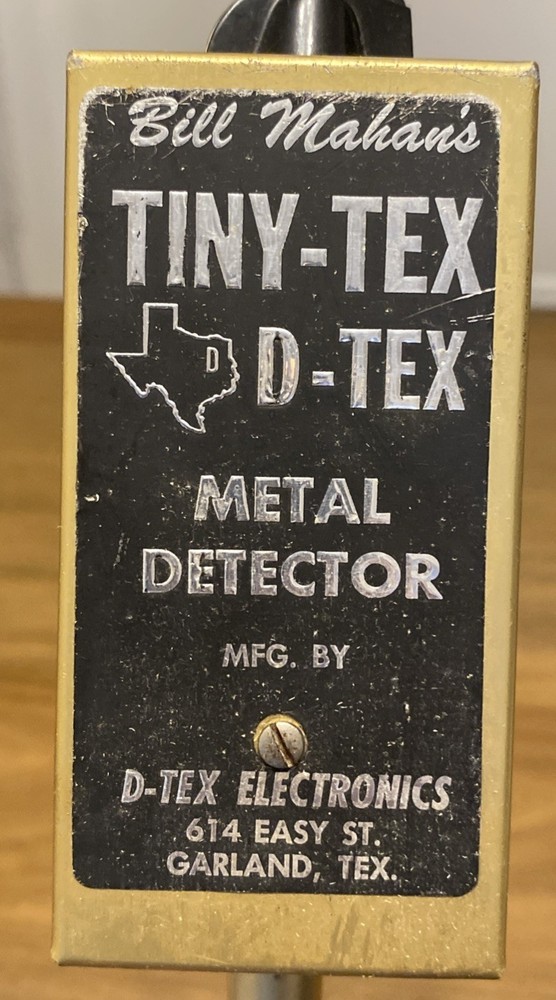 Bill Mahan's
TINY-TEX
D D-TEX
METAL
DETECTOR
MFG. BY
D-TEX ELECTRONICS
614 EASY ST.
GARLAND, TEX.